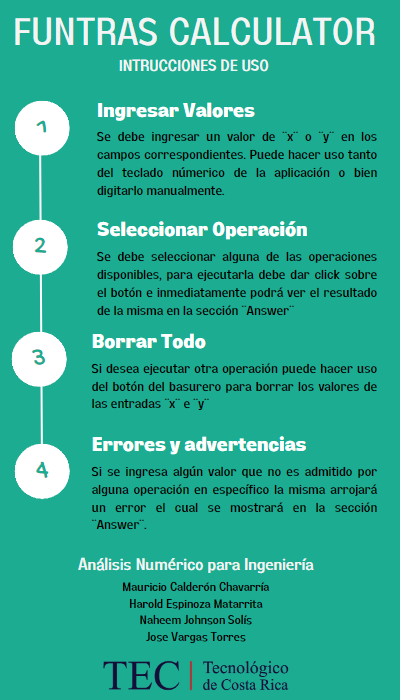 FUNTRAS CALCULATOR
INTRUCCIONES DE USO
1
Ingresar Valores
Se debe ingresar un valor de ¨x¨ o ¨y¨ en los
campos correspondientes. Puede hacer uso tanto
del teclado númerico de la aplicación o bien
digitarlo manualmente.
2
Seleccionar Operación
Se debe seleccionar alguna de las operaciones
disponibles, para ejecutarla debe dar click sobre
el botón e inmediatamente podrá ver el resultado
de la misma en la sección ¨Answer¨
3
Borrar Todo
Si desea ejecutar otra operación puede hacer uso
del botón del basurero para borrar los valores de
las entradas ¨x¨ e ¨y¨
4
Errores y advertencias
Si se ingresa algún valor que no es admitido por
alguna operación en específico la misma arrojará
un error el cual se mostrará en la sección
¨Answer¨.
Análisis Numérico para Ingeniería
Mauricio Calderón Chavarría
Harold Espinoza Matarrita
Naheem Johnson Solís
Jose Vargas Torres
TEC | Tecnológico
de Costa Rica